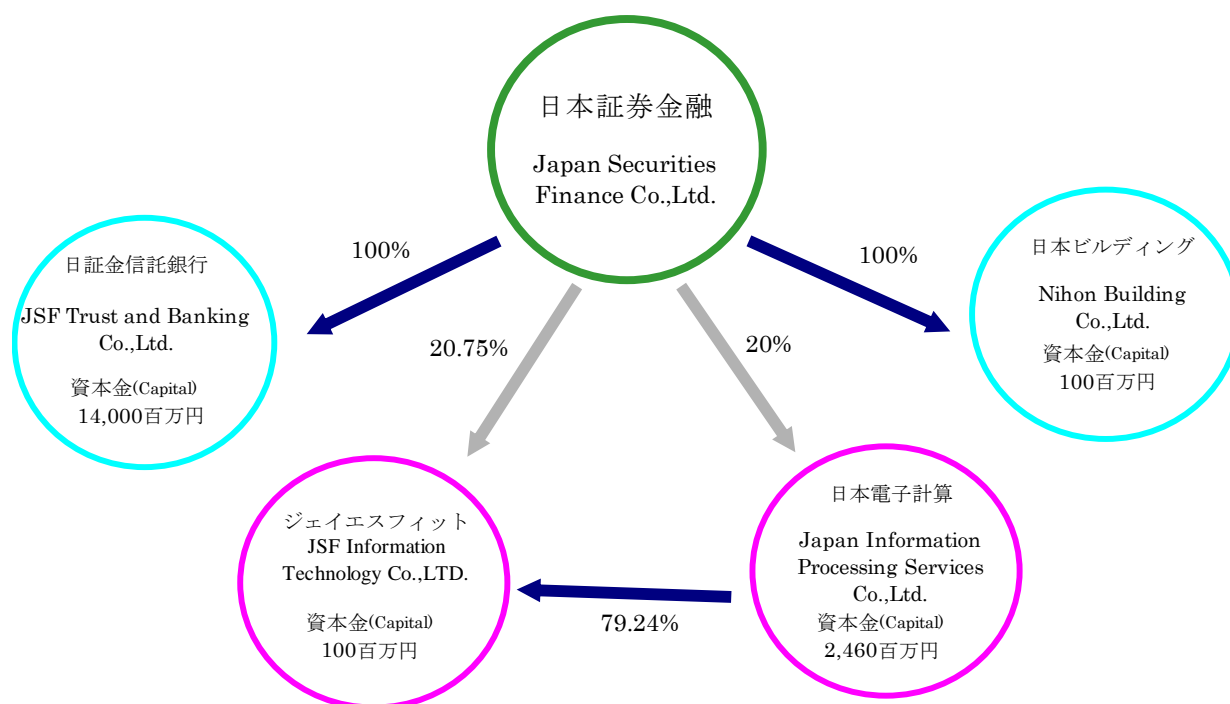 日本証券金融
Japan Securities
Finance Co.,Ltd.
100%
100%
20.75%
20%
日証金信託銀行
JSF Trust and Banking
Co.,Ltd.
資本金(Capital)
14,000百万円
日本ビルディング
Nihon Building
Co.,Ltd.
資本金(Capital)
100百万円
ジェイエスフィット
JSF Information
Technology Co.,LTD.
資本金(Capital)
100百万円
79.24%
日本電子計算
Japan Information
Processing Services
Co.,Ltd.
資本金(Capital)
2,460百万円